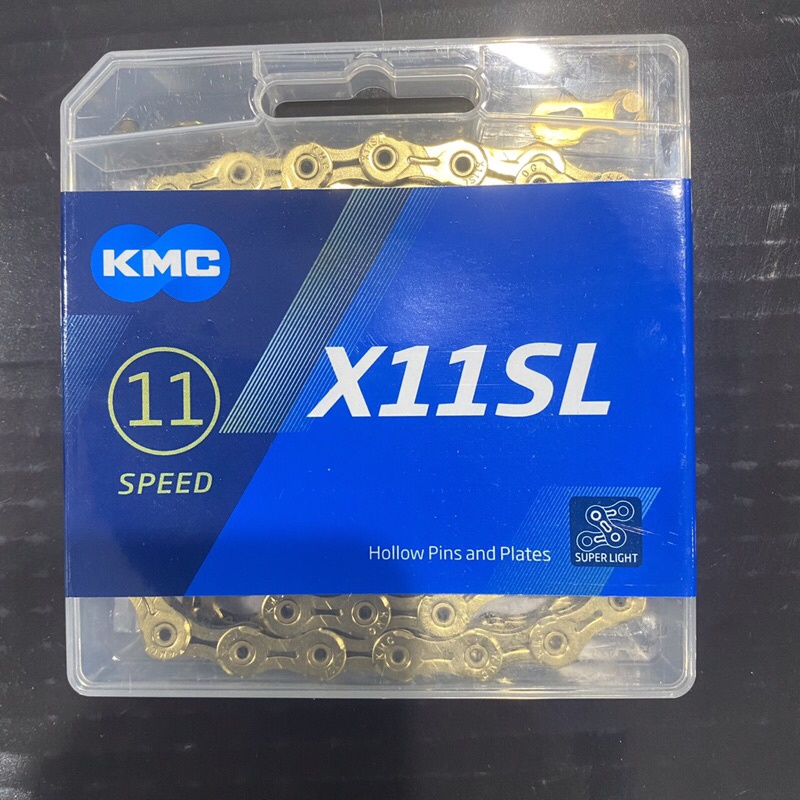 KMC
11
SPEED
X11SL
Hollow Pins and Plates
SUPER LIGHT